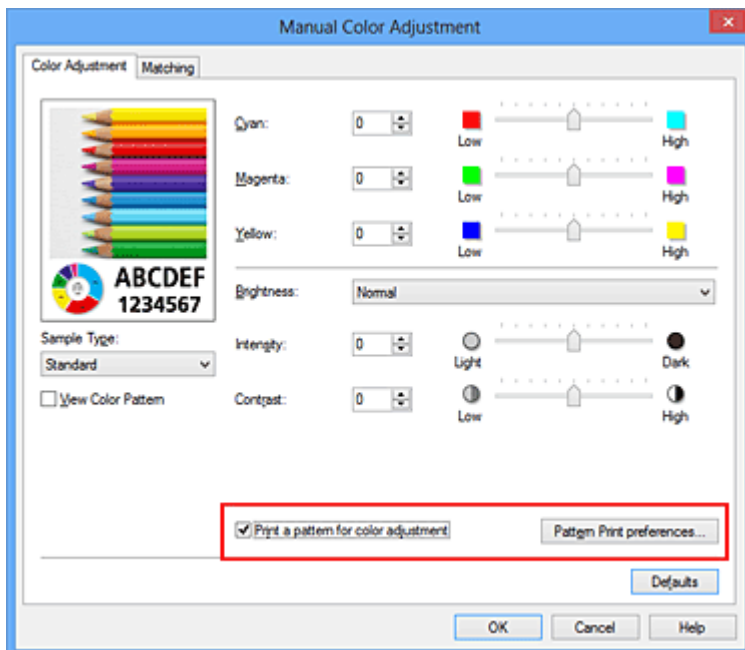 Manual Color Adjustment
Color Adjustment Matching
Cyan: 0 Low High
Magenta: 0 Low High
Yellow: 0 Low High
ABCDEF
1234567
Brightness: Normal
Sample Type:
Standard
Intensity: 0 Light Dark
View Color Pattern
Contrast: 0 Low High
Print a pattern for color adjustment Pattern Print preferences...
Defaults
OK Cancel Help